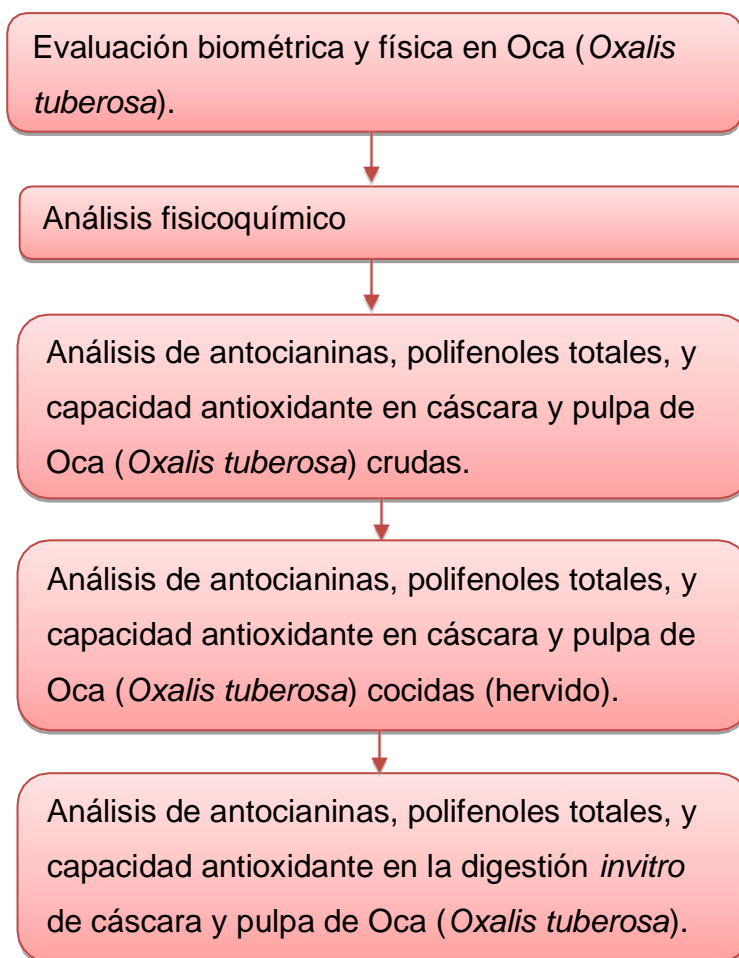 Evaluación biométrica y física en Oca (Oxalis
tuberosa).
Análisis fisicoquímico
Análisis de antocianinas, polifenoles totales, y
capacidad antioxidante en cáscara y pulpa de
Oca (Oxalis tuberosa) crudas.
Análisis de antocianinas, polifenoles totales, y
capacidad antioxidante en cáscara y pulpa de
Oca (Oxalis tuberosa) cocidas (hervido).
Análisis de antocianinas, polifenoles totales, y
capacidad antioxidante en la digestión invitro
de cáscara y pulpa de Oca (Oxalis tuberosa).